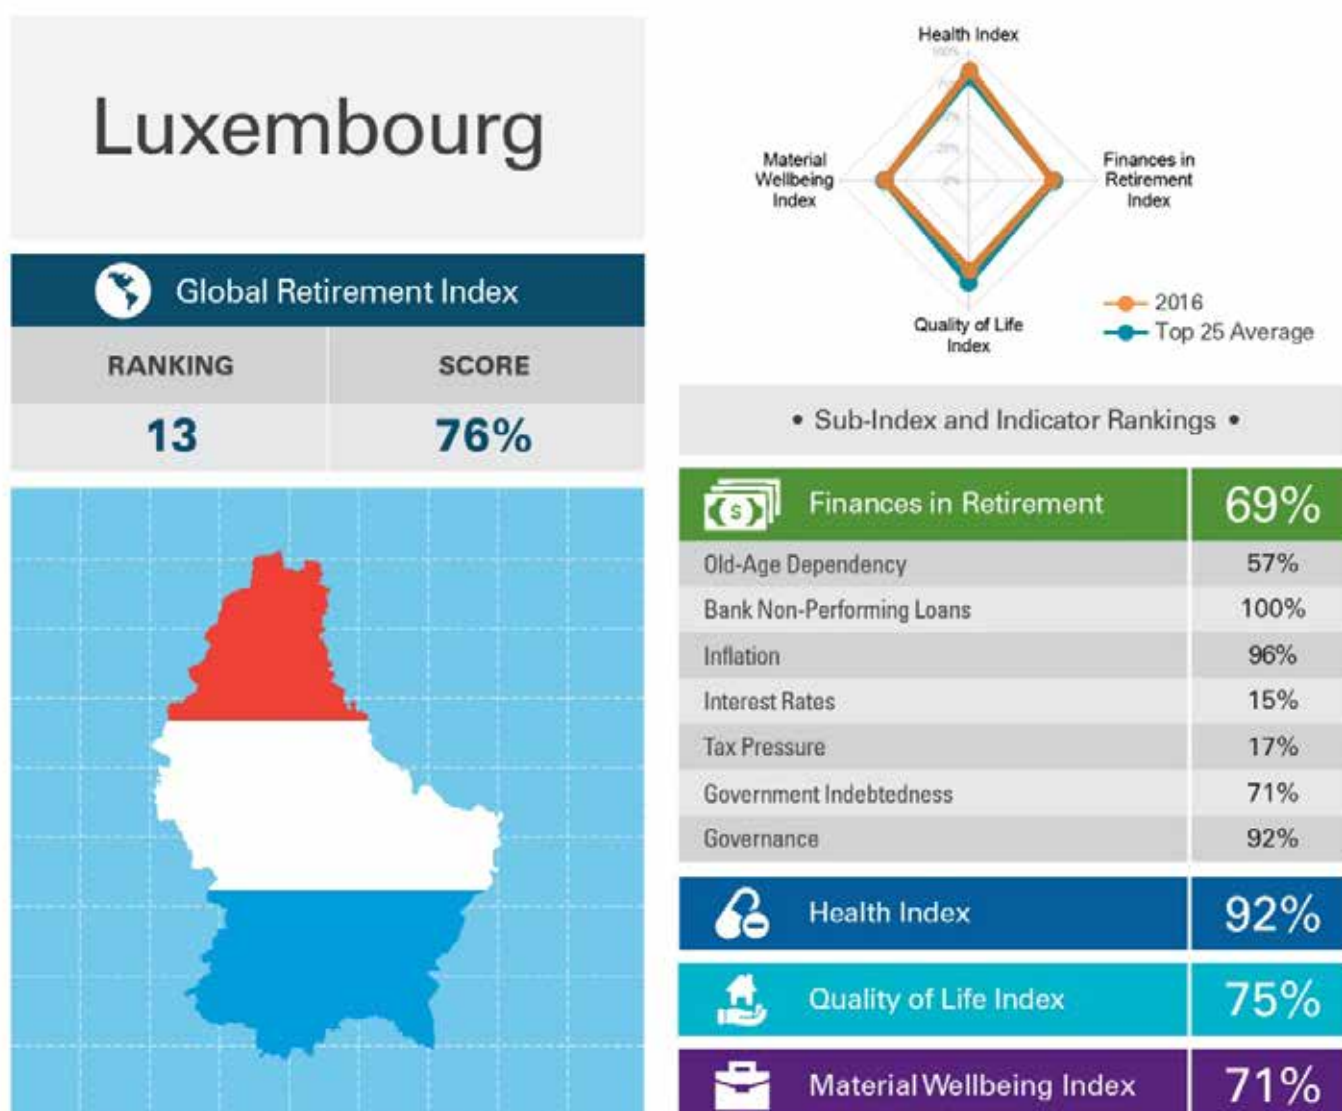 Luxembourg
Global Retirement Index
RANKING
SCORE
13
76%
Health Index
100%
Material
Wellbeing
Index
Finances in
Retirement
Index
Quality of Life
Index
2016
Top 25 Average
• Sub-Index and Indicator Rankings •
Finances in Retirement 69%
Old-Age Dependency 57%
Bank Non-Performing Loans 100%
Inflation 96%
Interest Rates 15%
Tax Pressure 17%
Government Indebtedness 71%
Governance 92%
Health Index 92%
Quality of Life Index 75%
Material Wellbeing Index 71%